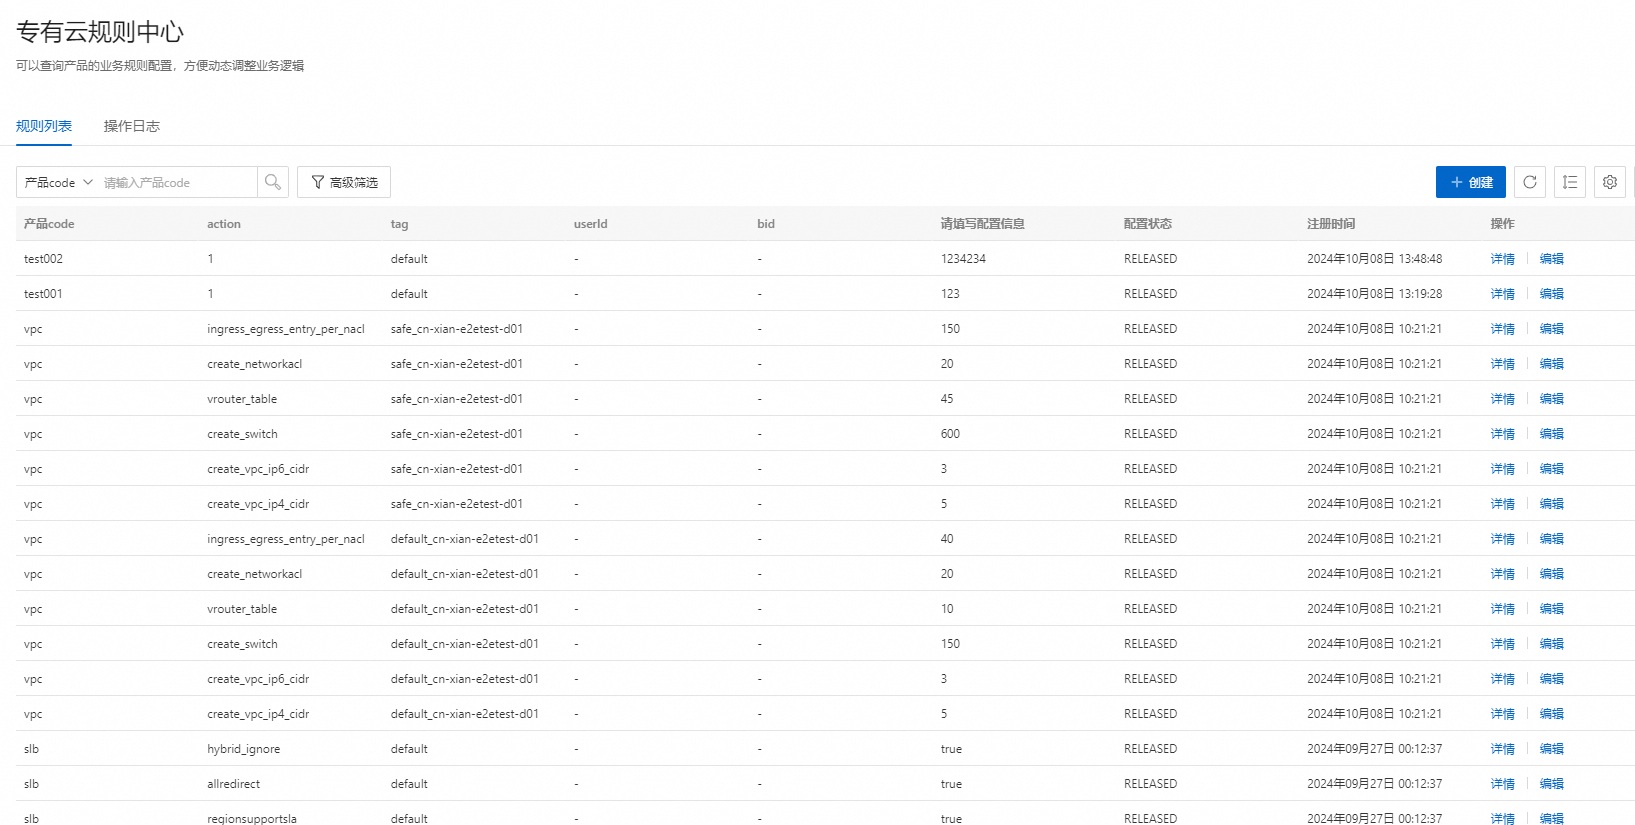 专有云规则中心
可以查询产品的业务规则配置，方便动态调整业务逻辑
规则列表 操作日志
产品code 请输入产品code 高级筛选 创建
产品code action tag userId bid 请填写配置信息 配置状态 注册时间 操作
test002 1 default - - 1234234 RELEASED 2024年10月08日 13:48:48 详情 编辑
test001 1 default - - 123 RELEASED 2024年10月08日 13:19:28 详情 编辑
vpc ingress_egress_entry_per_nacl safe_cn-xian-e2etest-d01 - - 150 RELEASED 2024年10月08日 10:21:21 详情 编辑
vpc create_networkacl safe_cn-xian-e2etest-d01 - - 20 RELEASED 2024年10月08日 10:21:21 详情 编辑
vpc vrouter_table safe_cn-xian-e2etest-d01 - - 45 RELEASED 2024年10月08日 10:21:21 详情 编辑
vpc create_switch safe_cn-xian-e2etest-d01 - - 600 RELEASED 2024年10月08日 10:21:21 详情 编辑
vpc create_vpc_ip6_cidr safe_cn-xian-e2etest-d01 - - 3 RELEASED 2024年10月08日 10:21:21 详情 编辑
vpc create_vpc_ip4_cidr safe_cn-xian-e2etest-d01 - - 5 RELEASED 2024年10月08日 10:21:21 详情 编辑
vpc ingress_egress_entry_per_nacl default_cn-xian-e2etest-d01 - - 40 RELEASED 2024年10月08日 10:21:21 详情 编辑
vpc create_networkacl default_cn-xian-e2etest-d01 - - 20 RELEASED 2024年10月08日 10:21:21 详情 编辑
vpc vrouter_table default_cn-xian-e2etest-d01 - - 10 RELEASED 2024年10月08日 10:21:21 详情 编辑
vpc create_switch default_cn-xian-e2etest-d01 - - 150 RELEASED 2024年10月08日 10:21:21 详情 编辑
vpc create_vpc_ip6_cidr default_cn-xian-e2etest-d01 - - 3 RELEASED 2024年10月08日 10:21:21 详情 编辑
vpc create_vpc_ip4_cidr default_cn-xian-e2etest-d01 - - 5 RELEASED 2024年10月08日 10:21:21 详情 编辑
slb hybrid_ignore default - - true RELEASED 2024年09月27日 00:12:37 详情 编辑
slb allredirect default - - true RELEASED 2024年09月27日 00:12:37 详情 编辑
slb regionsupportsla default - - true RELEASED 2024年09月27日 00:12:37 详情 编辑